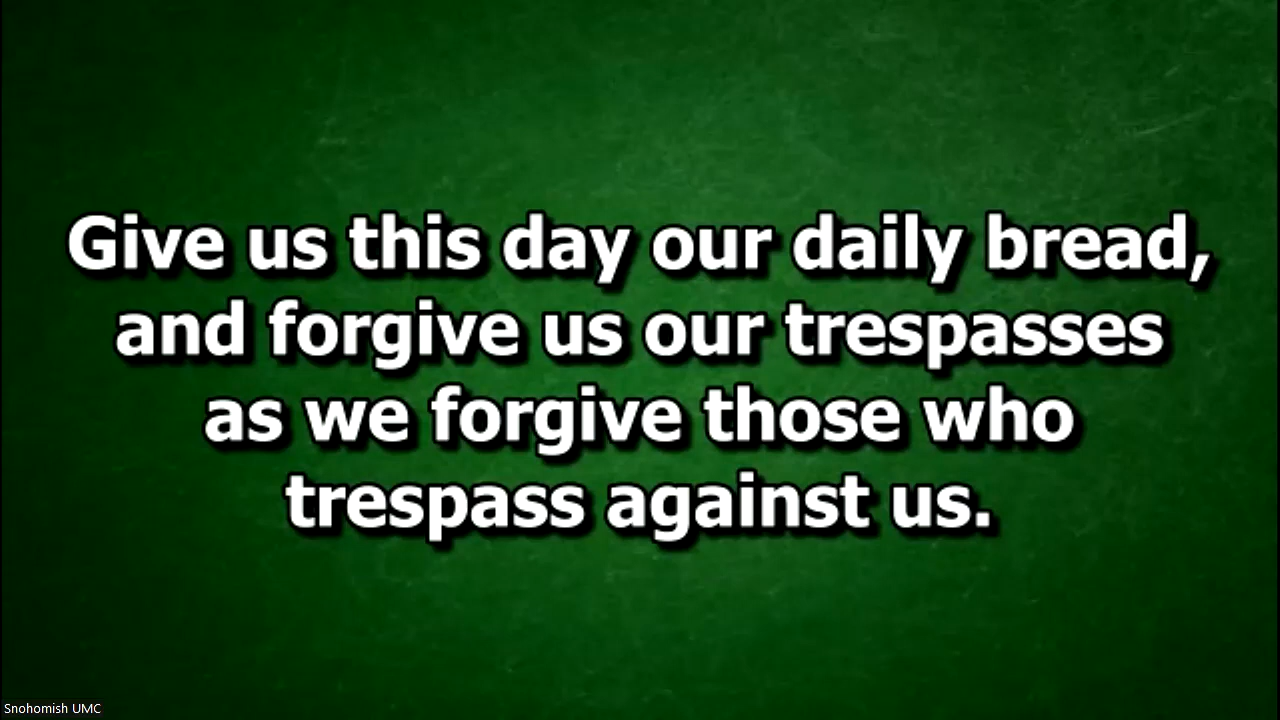 Give us this day our daily bread,
and forgive us our trespasses
as we forgive those who
trespass against us.
Snohomish UMC